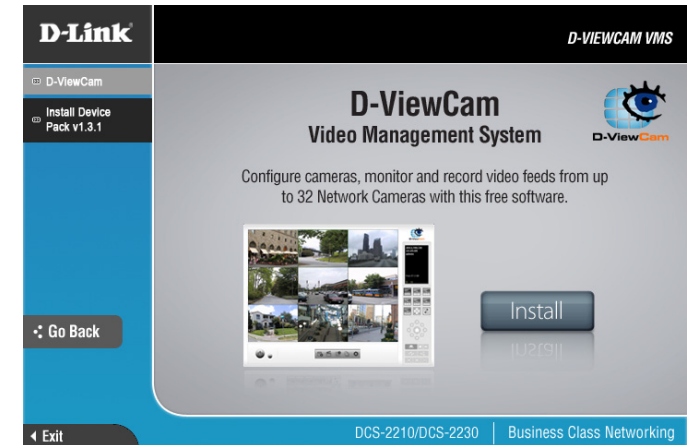 D-Link
D-VIEWCAM VMS
D-ViewCam
Install Device
Pack v1.3.1
D-ViewCam
Video Management System
D-ViewCam
Configure cameras, monitor and record video feeds from up
to 32 Network Cameras with this free software.
Install
Go Back
Exit
DCS-2210/DCS-2230
Business Class Networking